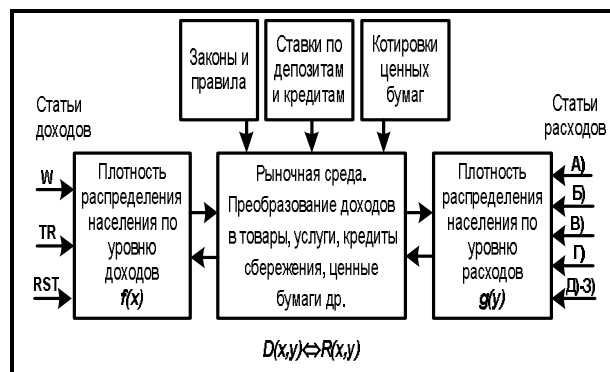 Законы и
правила
Ставки по
депозитам
и кредитам
Котировки
ценных
бумаг
Статьи
доходов
Статьи
расходов
W
TR
RST
Плотность
распределения
населения по
уровню
доходов
f(x)
Рыночная среда.
Преобразование доходов
в товары, услуги, кредиты
сбережения, ценные
бумаги др.
Плотность
распределения
населения по
уровню
расходов
g(y)
А)
Б)
В)
Г)
Д)-З)
D(x,y)⇔R(x,y)